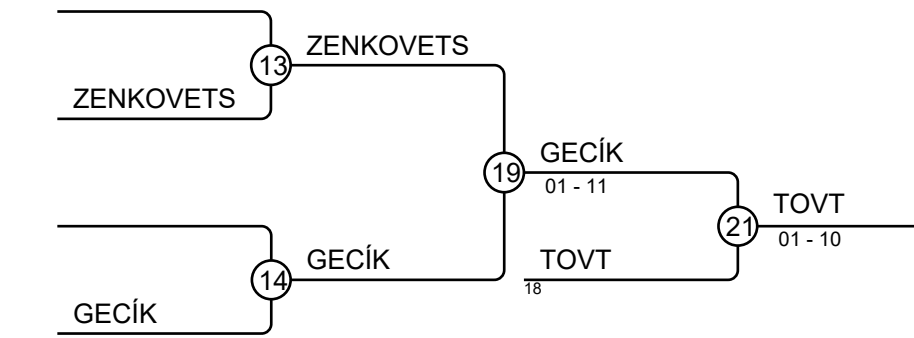 ZENKOVETS
13
ZENKOVETS
GECÍK
19
01 - 11
TOVT
21
01 - 10
GECÍK
TOVT
14
18
GECÍK